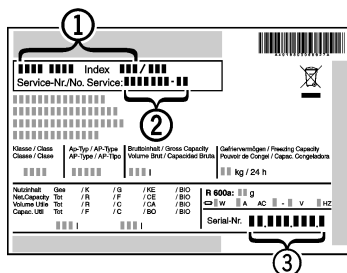 1
Index /
Service-Nr./No. Service: -
2
Klasse / Class
Classe / Clase
Ap-Typ / AP-Type
AP-Type / AP-Tipo
Bruttoinhalt / Gross Capacity
Volume Brut / Capacidad Bruta
l
Gefriervermögen / Freezing Capacity
Pouvoir de Congel / Capac. Congeladora
kg / 24 h
Nutzinhalt Ges / K / G / KE / BIO
Net.Capacity Tot / R / F / CE / BIO
Volume Utile Tot / R / C / CA / BIO
Capac. Util Tot / F / C / BO / BIO
l l
R 600a: g
W A AC - V HZ
Serial-Nr. . .
3